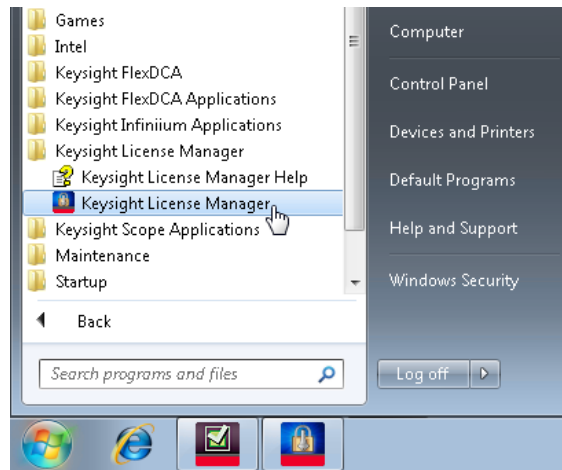 Games
Intel
Keysight FlexDCA
Keysight FlexDCA Applications
Keysight Infiniium Applications
Keysight License Manager
Keysight License Manager Help
Keysight License Manager
Keysight Scope Applications
Maintenance
Startup
Back
Search programs and files
Computer
Control Panel
Devices and Printers
Default Programs
Help and Support
Windows Security
Log off